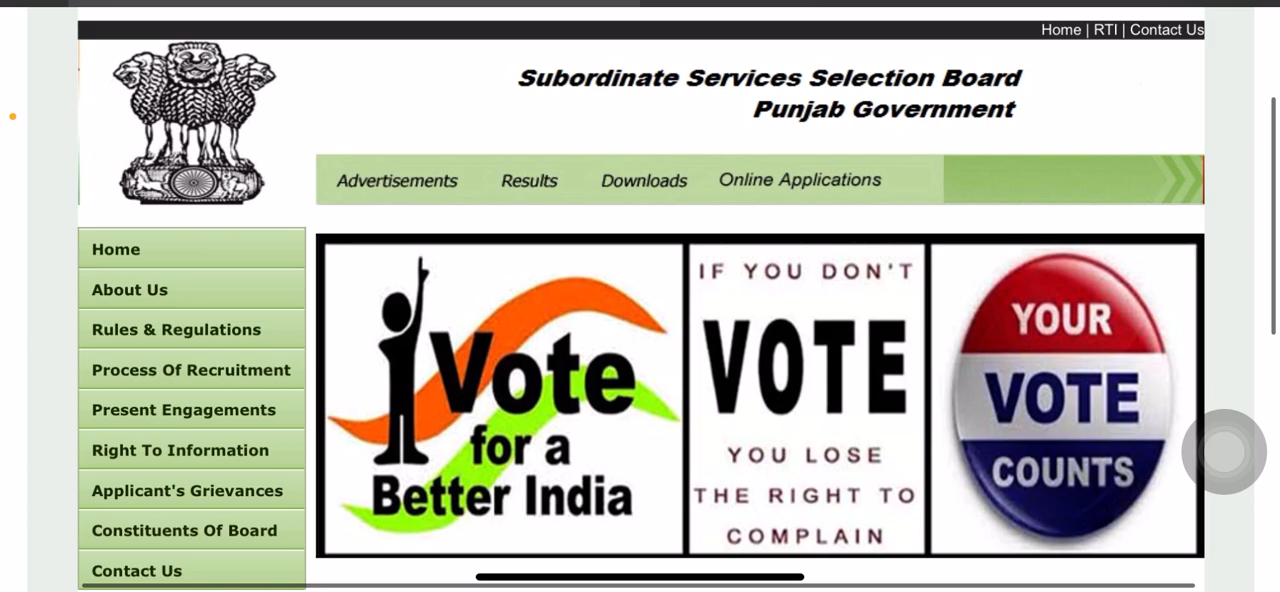 Home | RTI | Contact Us
Subordinate Services Selection Board
Punjab Government
Advertisements Results Downloads Online Applications
Home
About Us
Rules & Regulations
Process Of Recruitment
Present Engagements
Right To Information
Applicant's Grievances
Constituents Of Board
Contact Us
Vote
for a
Better India
IF YOU DON'T
VOTE
YOU LOSE
THE RIGHT TO
COMPLAIN
YOUR
VOTE
COUNTS